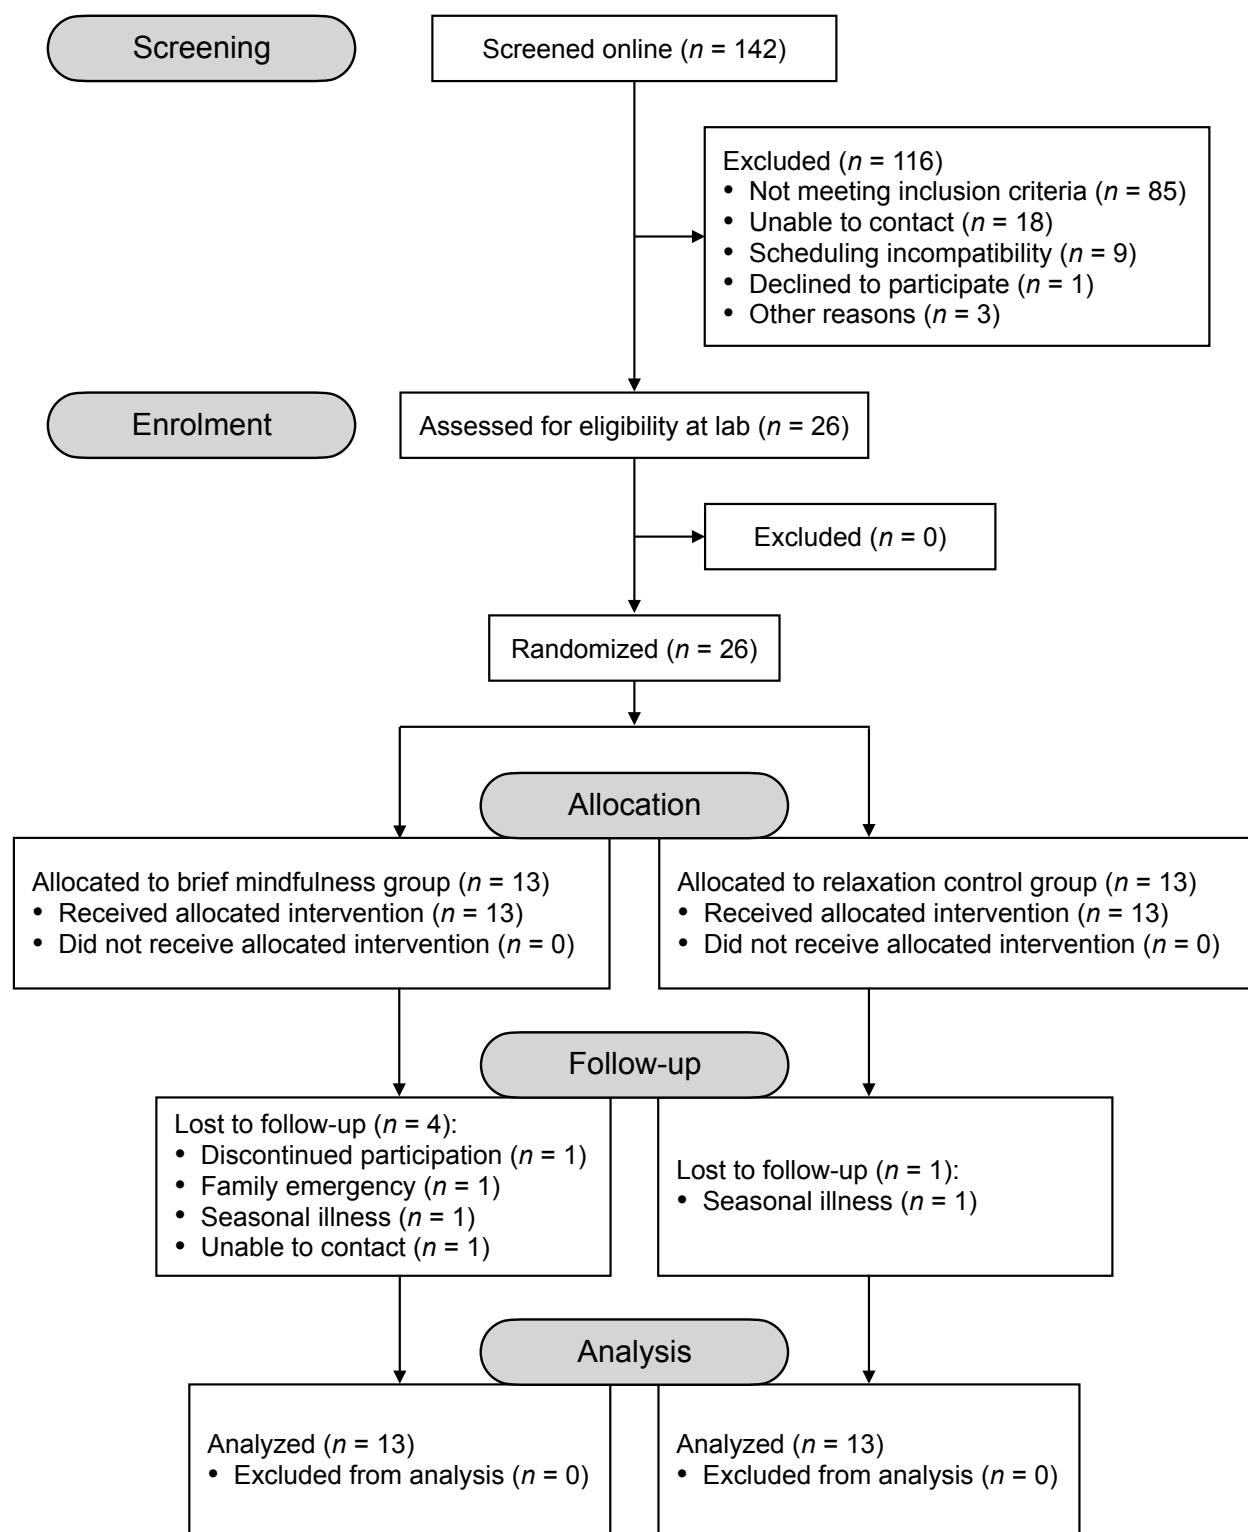 Screening
Screened online (n = 142)
Excluded (n = 116)
• Not meeting inclusion criteria (n = 85)
• Unable to contact (n = 18)
• Scheduling incompatibility (n = 9)
• Declined to participate (n = 1)
• Other reasons (n = 3)
Enrolment
Assessed for eligibility at lab (n = 26)
Excluded (n = 0)
Randomized (n = 26)
Allocation
Allocated to brief mindfulness group (n = 13)
• Received allocated intervention (n = 13)
• Did not receive allocated intervention (n = 0)
Allocated to relaxation control group (n = 13)
• Received allocated intervention (n = 13)
• Did not receive allocated intervention (n = 0)
Follow-up
Lost to follow-up (n = 4):
• Discontinued participation (n = 1)
• Family emergency (n = 1)
• Seasonal illness (n = 1)
• Unable to contact (n = 1)
Lost to follow-up (n = 1):
• Seasonal illness (n = 1)
Analysis
Analyzed (n = 13)
• Excluded from analysis (n = 0)
Analyzed (n = 13)
• Excluded from analysis (n = 0)